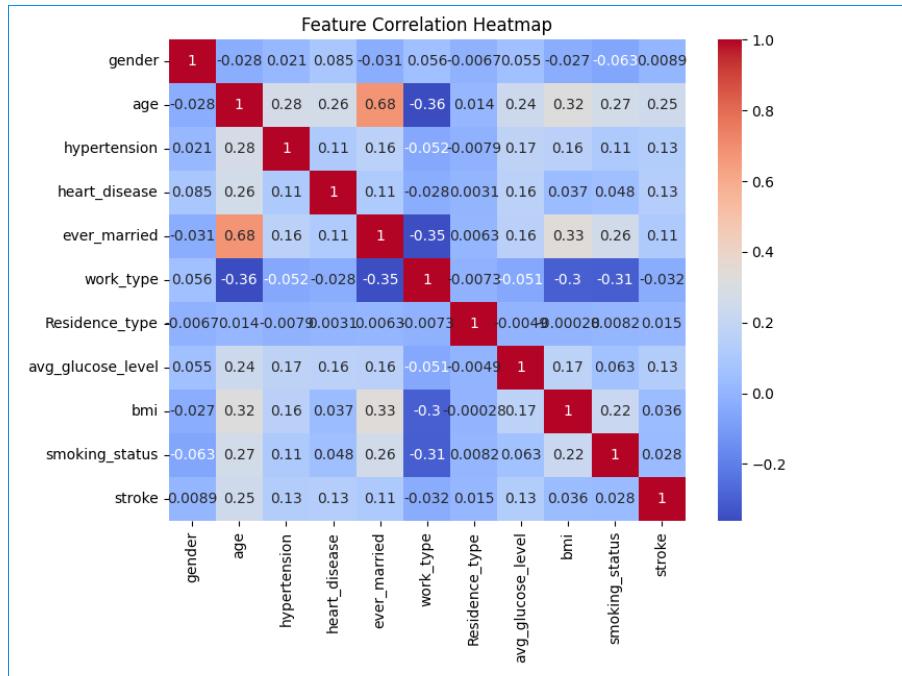 Feature Correlation Heatmap
gender 1 -0.028 0.021 0.085 -0.031 0.056 -0.0067 0.055 -0.027 -0.063 0.0089
age -0.028 1 0.28 0.26 0.68 -0.36 0.014 0.24 0.32 0.27 0.25
hypertension 0.021 0.28 1 0.11 0.16 -0.052 -0.0079 0.17 0.16 0.11 0.13
heart_disease 0.085 0.26 0.11 1 0.11 -0.028 0.0031 0.16 0.037 0.048 0.13
ever_married -0.031 0.68 0.16 0.11 1 -0.35 0.0063 0.16 0.33 0.26 0.11
work_type 0.056 -0.36 -0.052 -0.028 -0.35 1 -0.0073 -0.051 -0.3 -0.31 -0.032
Residence_type -0.0067 0.014 -0.0079 0.0031 0.0063 -0.0073 1 -0.0049 -0.00028 0.0082 0.015
avg_glucose_level 0.055 0.24 0.17 0.16 0.16 -0.051 -0.0049 1 0.17 0.063 0.13
bmi -0.027 0.32 0.16 0.037 0.33 -0.3 -0.00028 0.17 1 0.22 0.036
smoking_status -0.063 0.27 0.11 0.048 0.26 -0.31 0.0082 0.063 0.22 1 0.028
stroke 0.0089 0.25 0.13 0.13 0.11 -0.032 0.015 0.13 0.036 0.028 1
gender
age
hypertension
heart_disease
ever_married
work_type
Residence_type
avg_glucose_level
bmi
smoking_status
stroke
1.0
0.8
0.6
0.4
0.2
0.0
−0.2